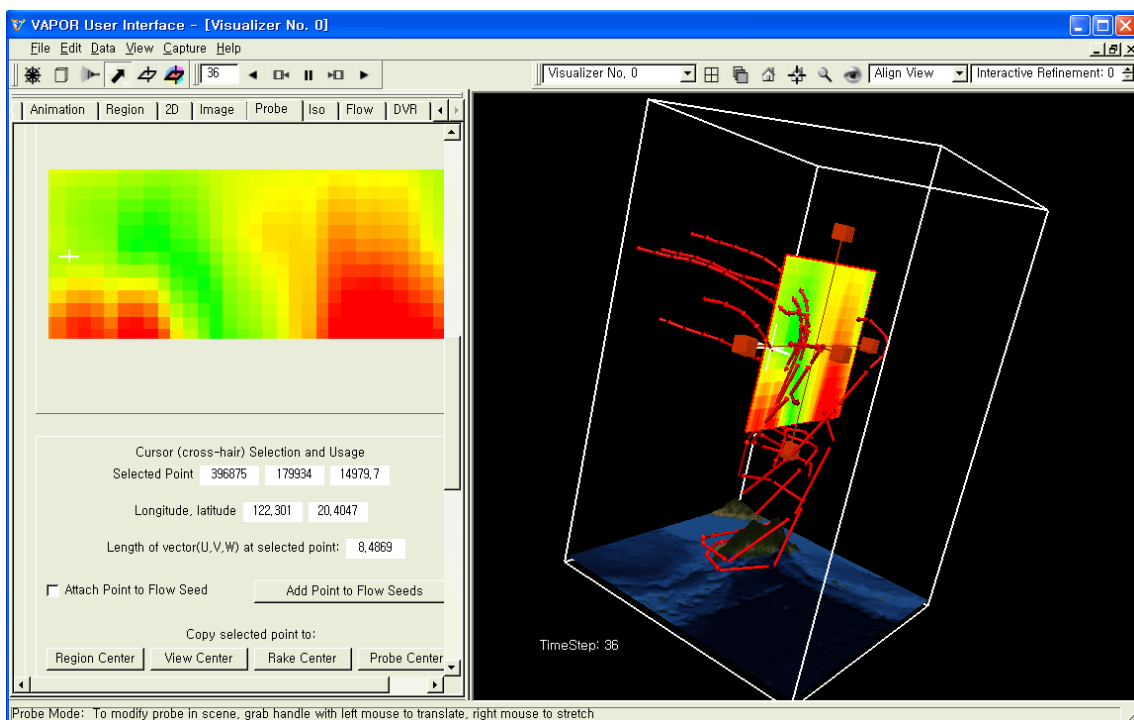 VAPOR User Interface - [Visualizer No. 0]
File Edit Data View Capture Help
36
Visualizer No, 0
Align View
Interactive Refinement: 0
Animation Region 2D Image Probe Iso Flow DVR
Cursor (cross-hair) Selection and Usage
Selected Point 396875 179934 14979,7
Longitude, latitude 122,301 20,4047
Length of vector(U,V,W) at selected point: 8,4869
Attach Point to Flow Seed Add Point to Flow Seeds
Copy selected point to:
Region Center View Center Rake Center Probe Center
TimeStep: 36
Probe Mode: To modify probe in scene, grab handle with left mouse to translate, right mouse to stretch